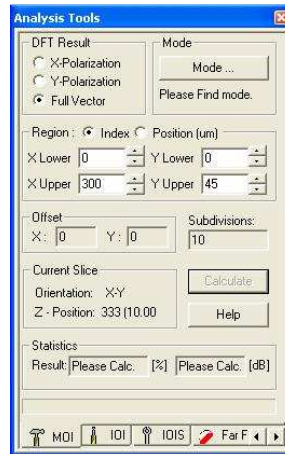 Analysis Tools
DFT Result
X-Polarization
Y-Polarization
Full Vector
Mode
Mode ...
Please Find mode.
Region : Index Position (um)
X Lower 0 Y Lower 0
X Upper 300 Y Upper 45
Offset
X : 0 Y : 0
Subdivisions:
10
Current Slice
Orientation: X-Y
Z - Position: 333 (10.00
Calculate
Help
Statistics
Result: Please Calc. [%] Please Calc. [dB]
MOI IOI IOIS Far F